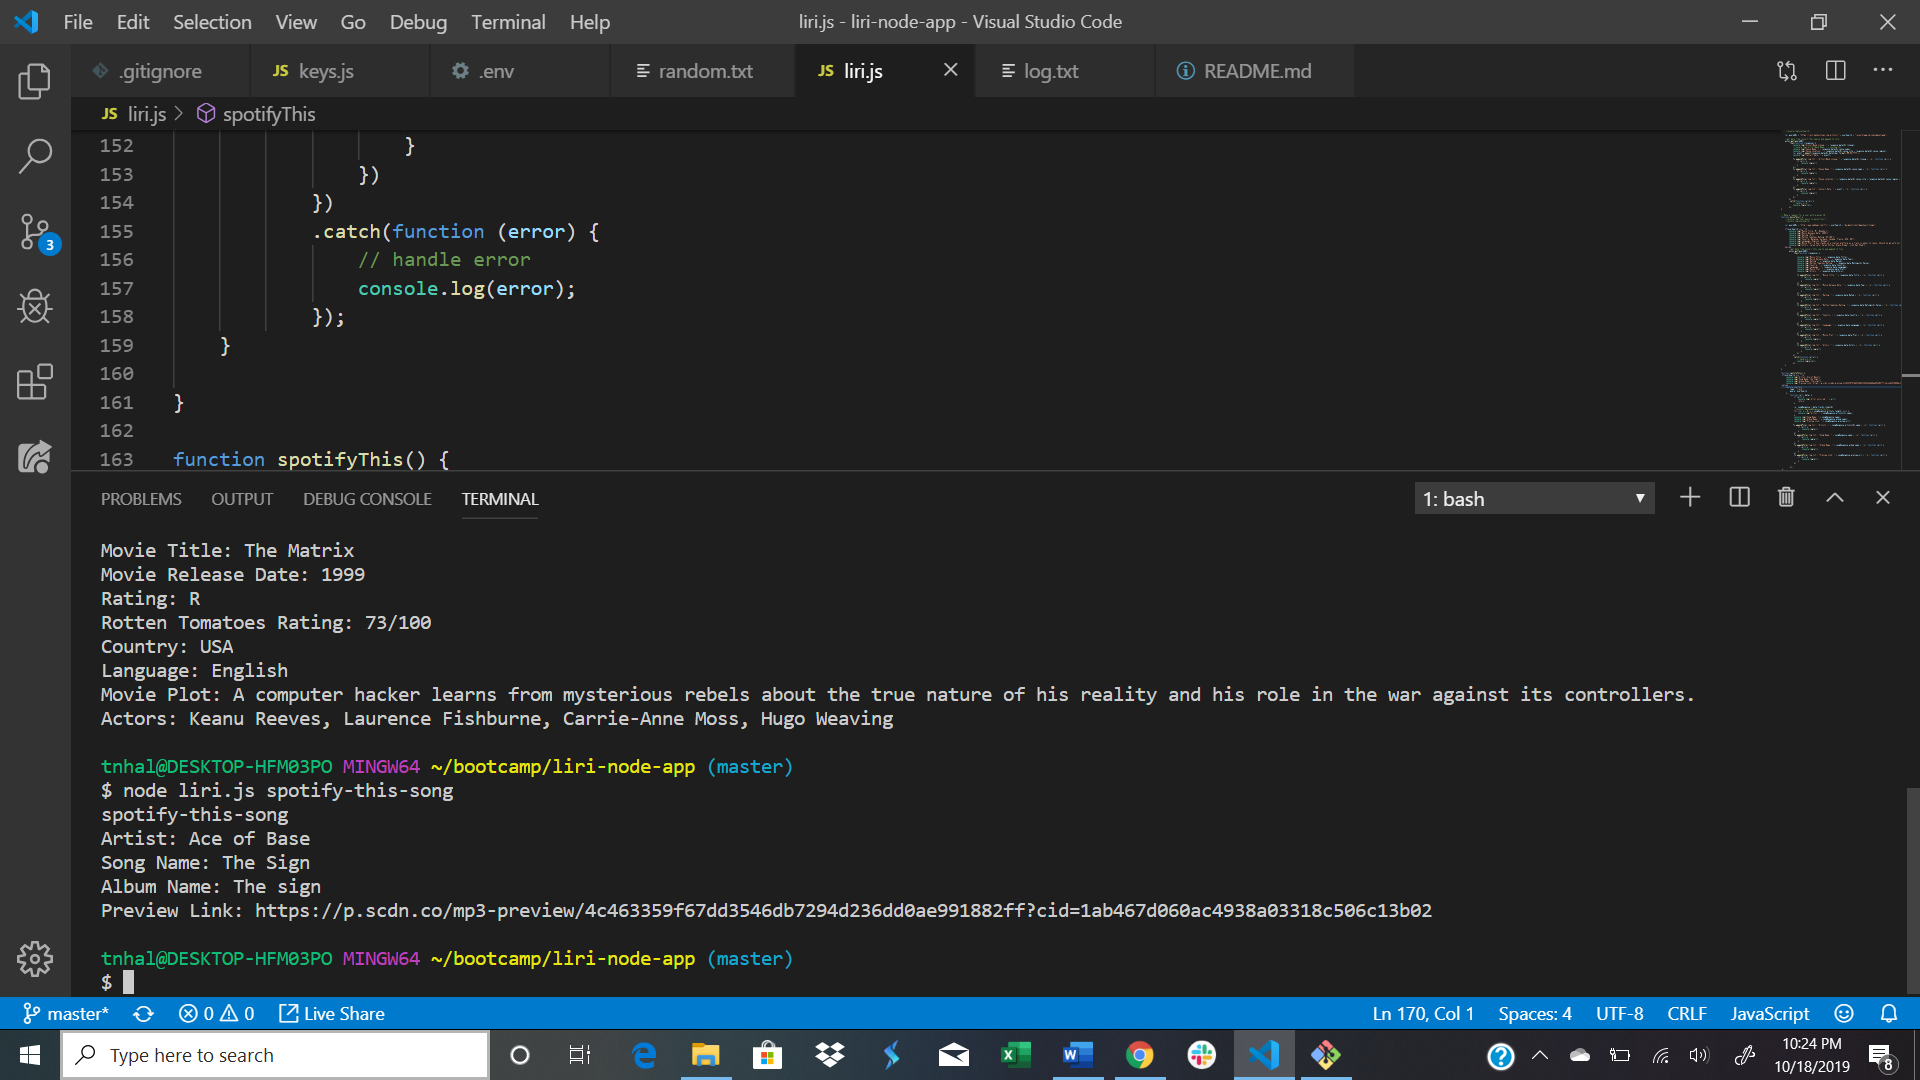 File Edit Selection View Go Debug Terminal Help
liri.js - liri-node-app - Visual Studio Code
.gitignore
JS keys.js
.env
random.txt
JS liri.js
log.txt
README.md
JS liri.js > spotifyThis
152 }
153 })
154 })
155 .catch(function (error) {
156 // handle error
157 console.log(error);
158 });
159 }
160
161 }
162
163 function spotifyThis() {
3
PROBLEMS OUTPUT DEBUG CONSOLE TERMINAL
1: bash
Movie Title: The Matrix
Movie Release Date: 1999
Rating: R
Rotten Tomatoes Rating: 73/100
Country: USA
Language: English
Movie Plot: A computer hacker learns from mysterious rebels about the true nature of his reality and his role in the war against its controllers.
Actors: Keanu Reeves, Laurence Fishburne, Carrie-Anne Moss, Hugo Weaving
tnhal@DESKTOP-HFM03PO MINGW64 ~/bootcamp/liri-node-app (master)
$ node liri.js spotify-this-song
spotify-this-song
Artist: Ace of Base
Song Name: The Sign
Album Name: The sign
Preview Link: https://p.scdn.co/mp3-preview/4c463359f67dd3546db7294d236dd0ae991882ff?cid=1ab467d060ac4938a03318c506c13b02
tnhal@DESKTOP-HFM03PO MINGW64 ~/bootcamp/liri-node-app (master)
$
master* 0 0 Live Share
Ln 170, Col 1 Spaces: 4 UTF-8 CRLF JavaScript
Type here to search
10:24 PM
10/18/2019
8